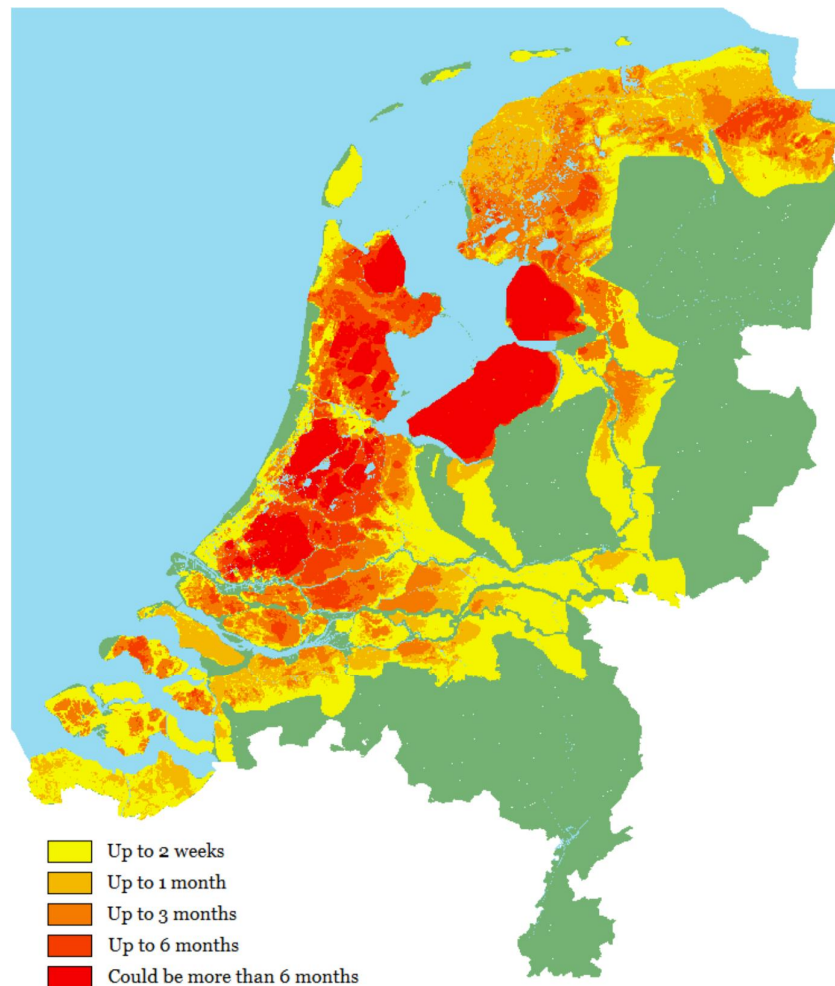 Up to 2 weeks
Up to 1 month
Up to 3 months
Up to 6 months
Could be more than 6 months